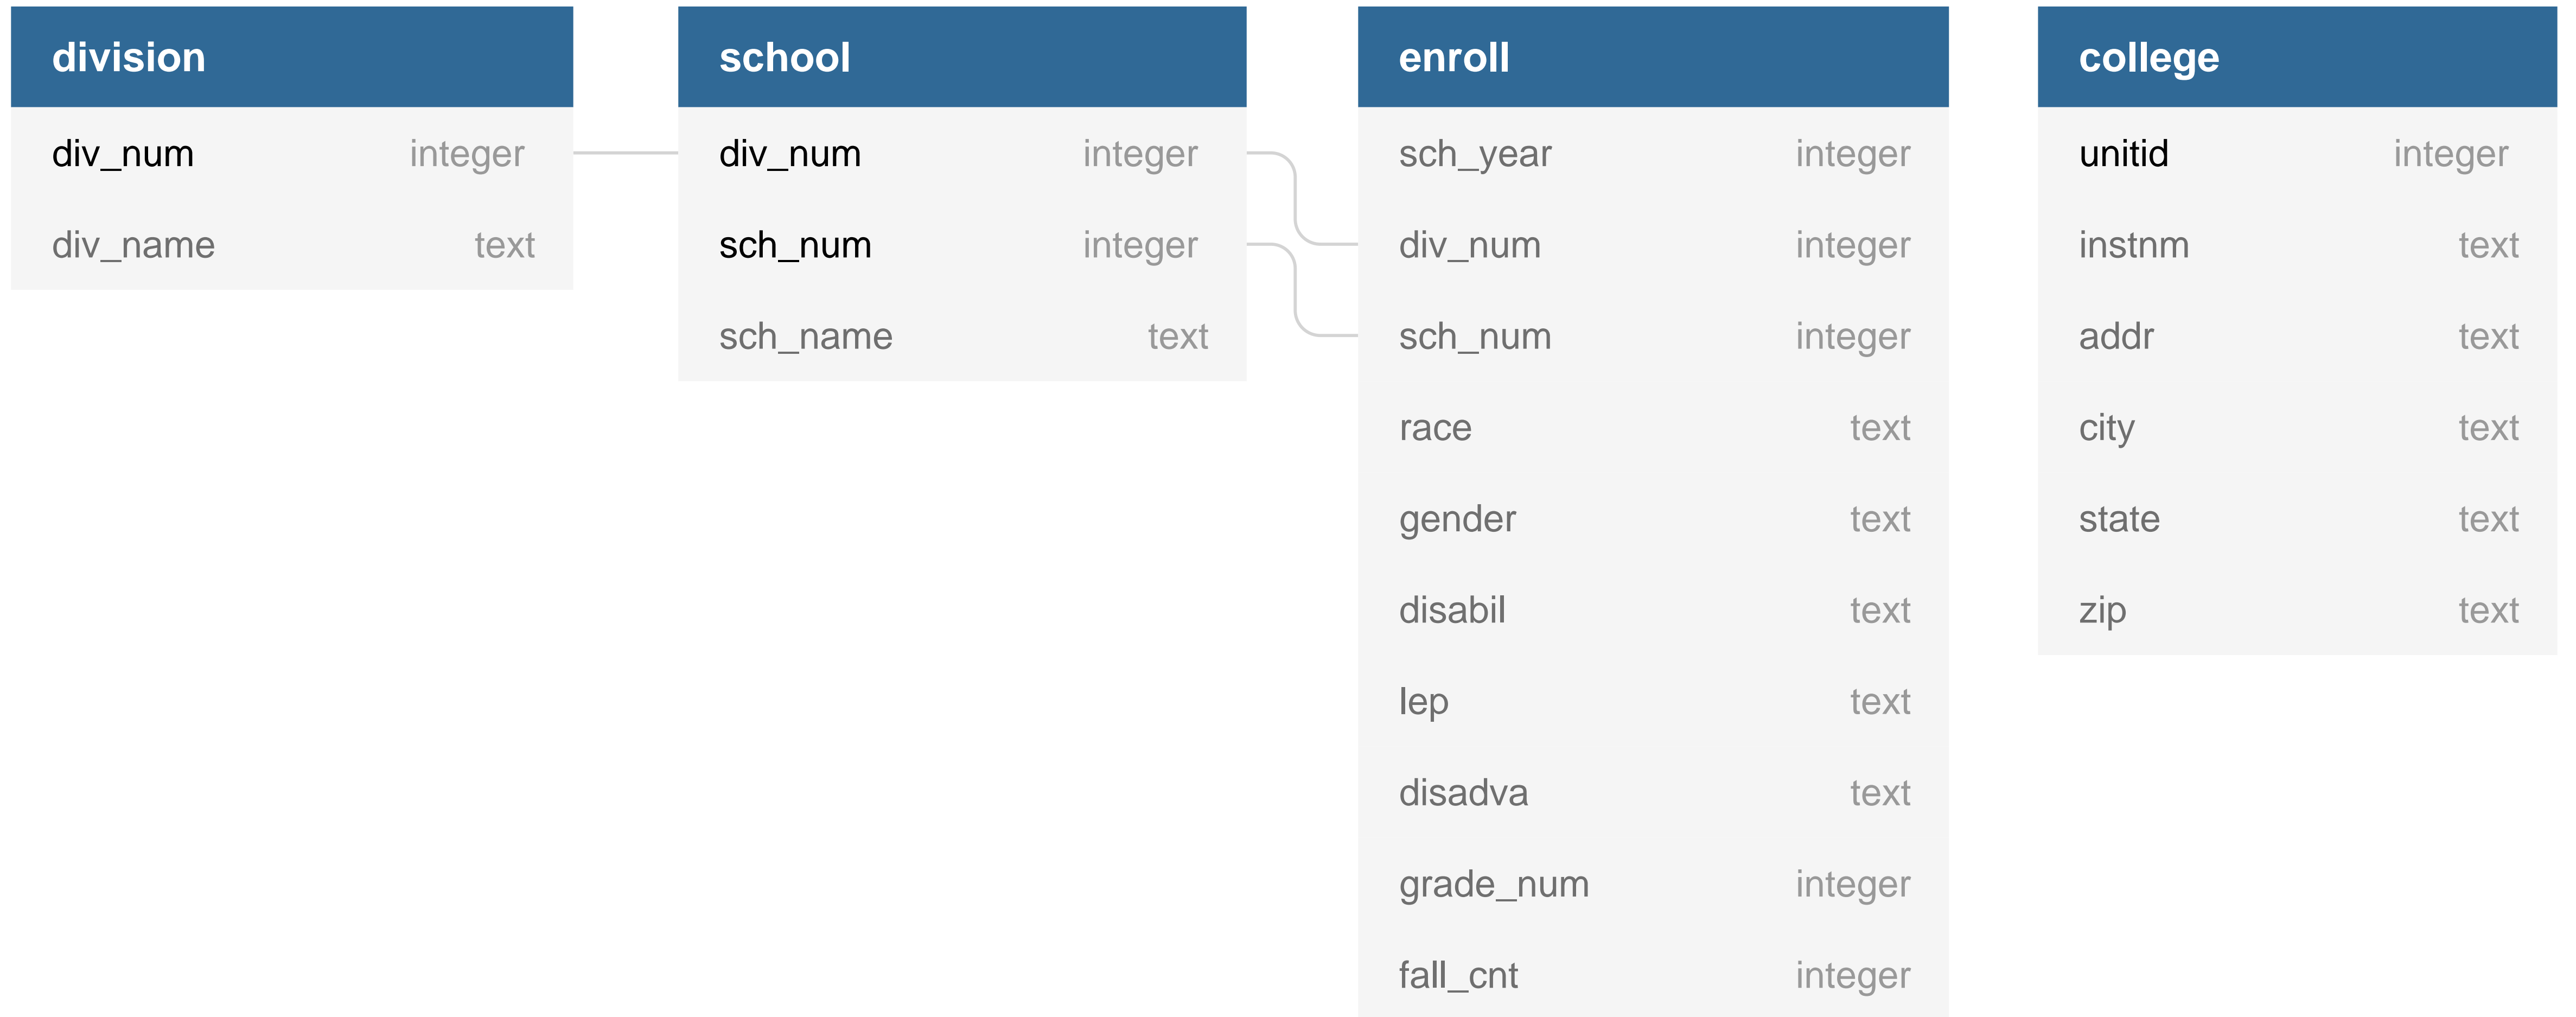 division
div_num integer
div_name text
school
div_num integer
sch_num integer
sch_name text
enroll
sch_year integer
div_num integer
sch_num integer
race text
gender text
disabil text
lep text
disadva text
grade_num integer
fall_cnt integer
college
unitid integer
instnm text
addr text
city text
state text
zip text